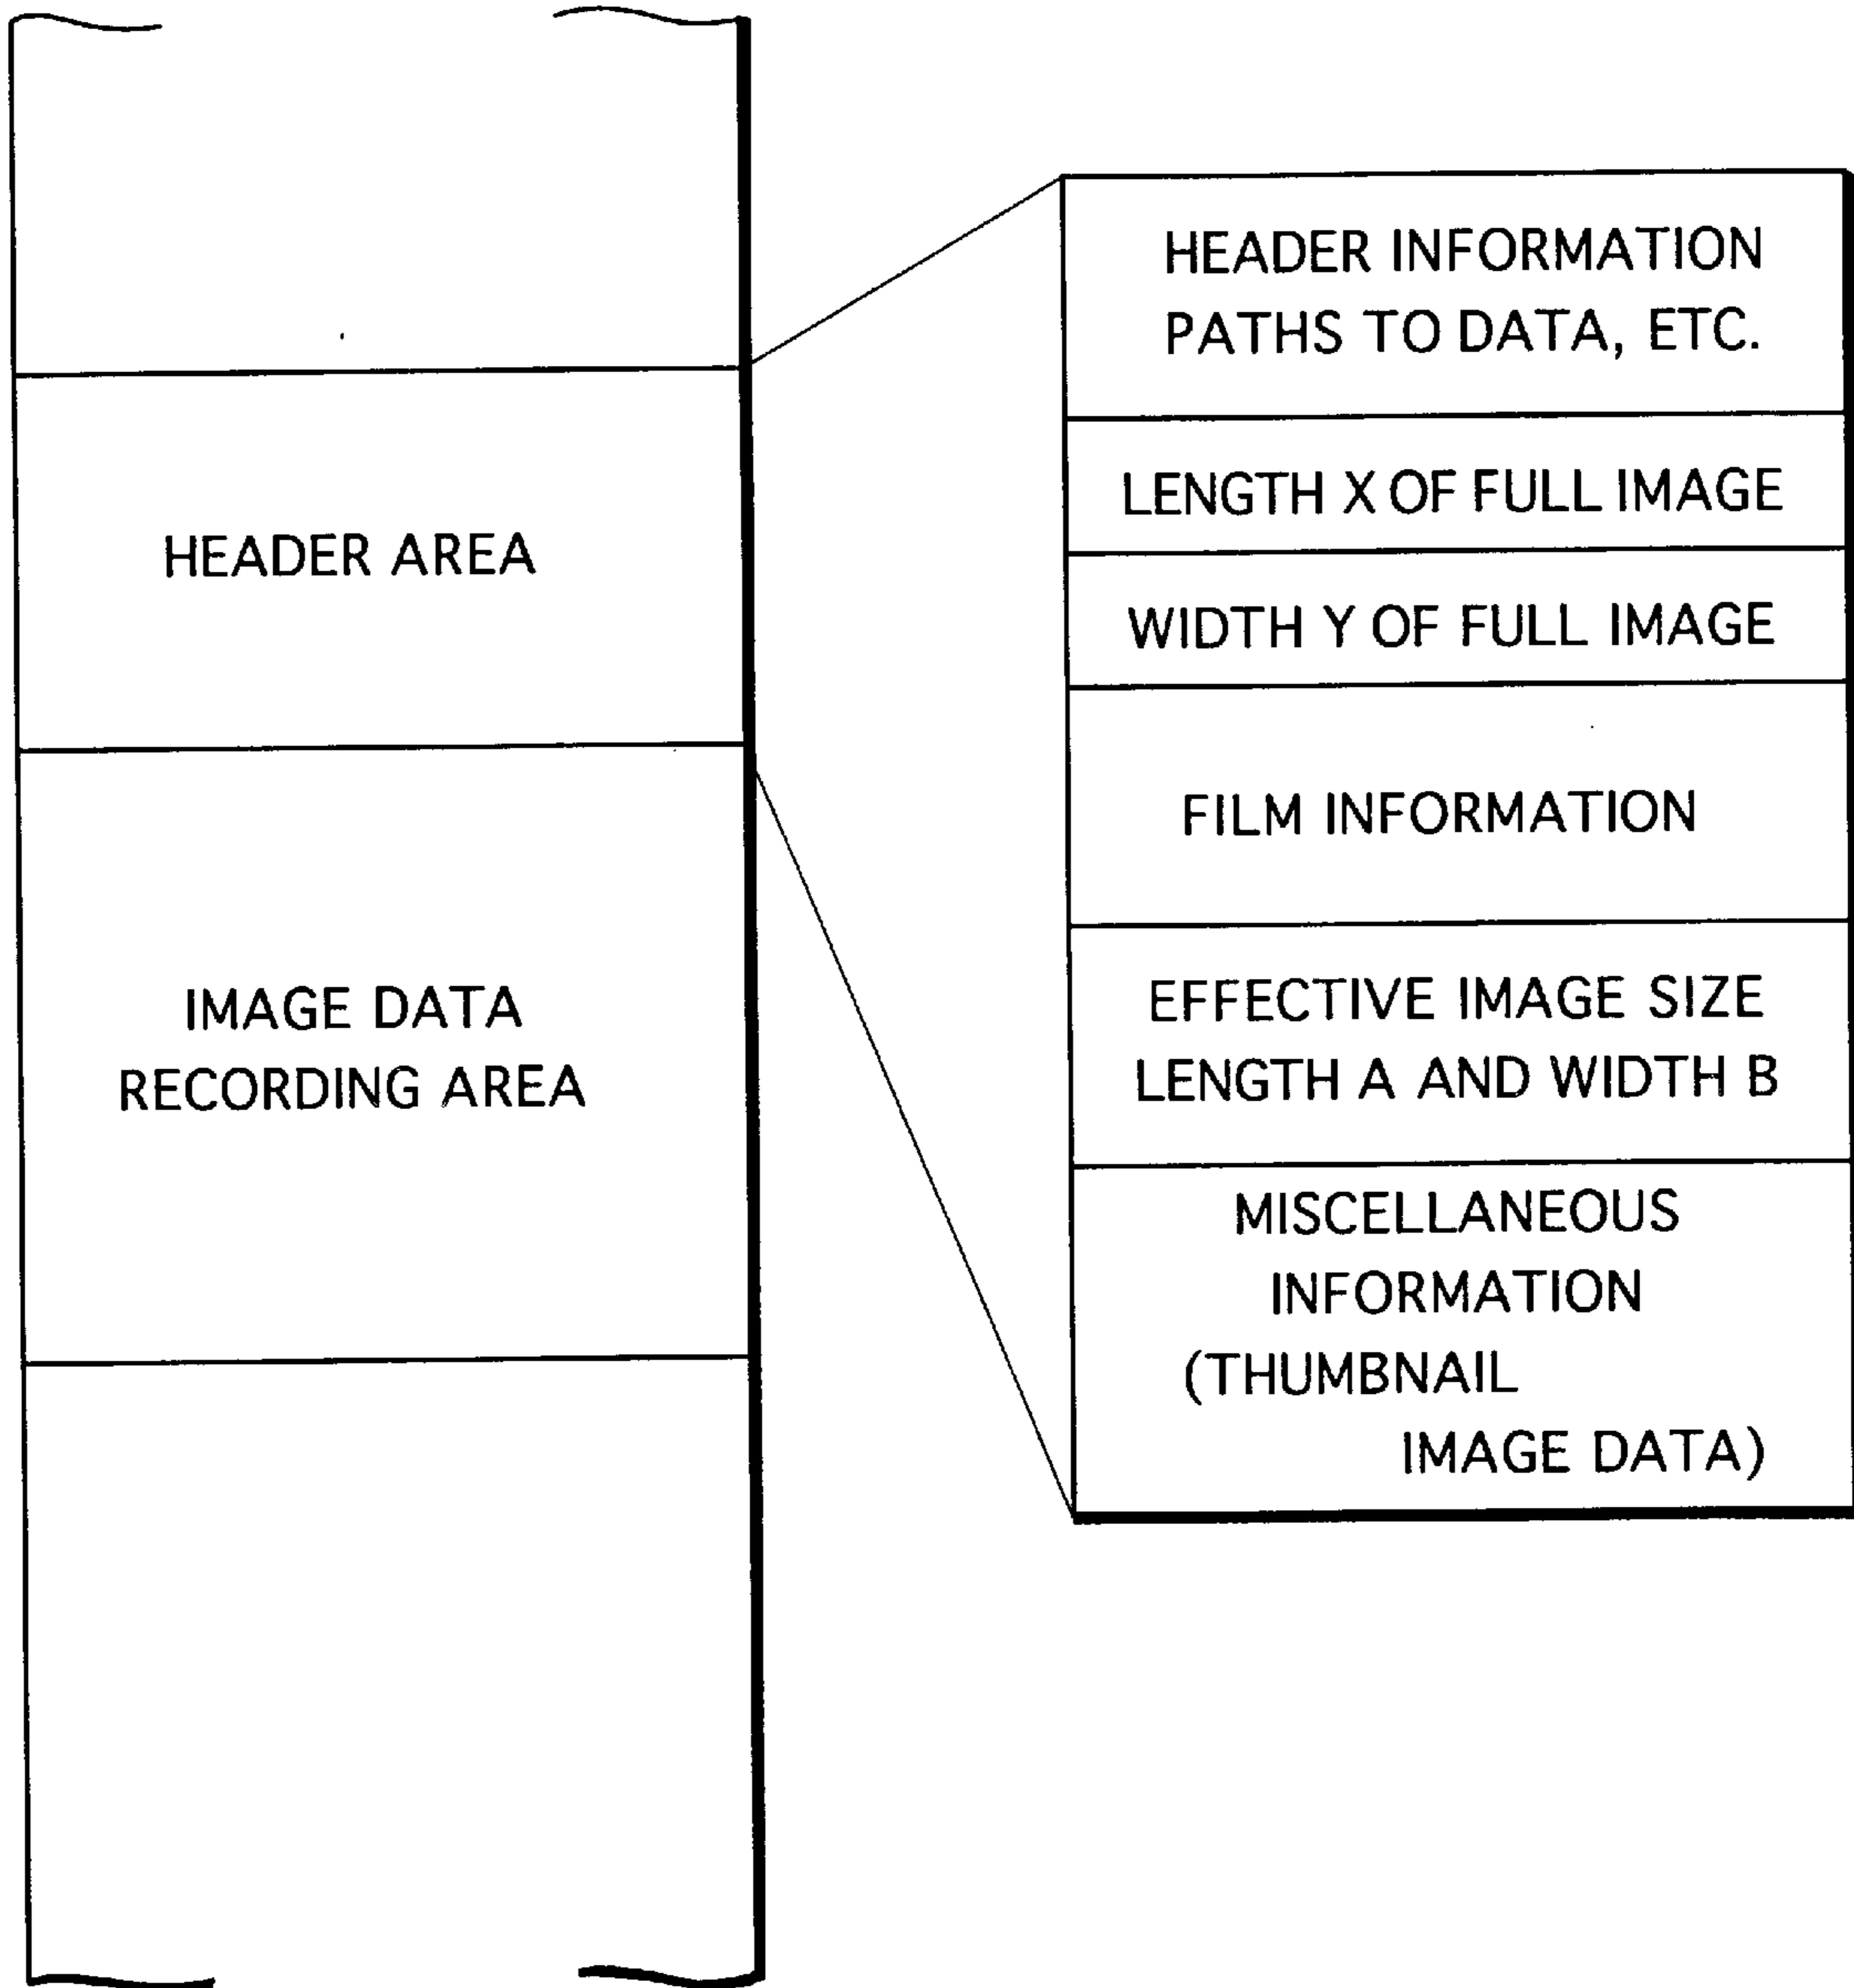 HEADER AREA
IMAGE DATA
RECORDING AREA
HEADER INFORMATION
PATHS TO DATA, ETC.
LENGTH X OF FULL IMAGE
WIDTH Y OF FULL IMAGE
FILM INFORMATION
EFFECTIVE IMAGE SIZE
LENGTH A AND WIDTH B
MISCELLANEOUS
INFORMATION
(THUMBNAIL
IMAGE DATA)